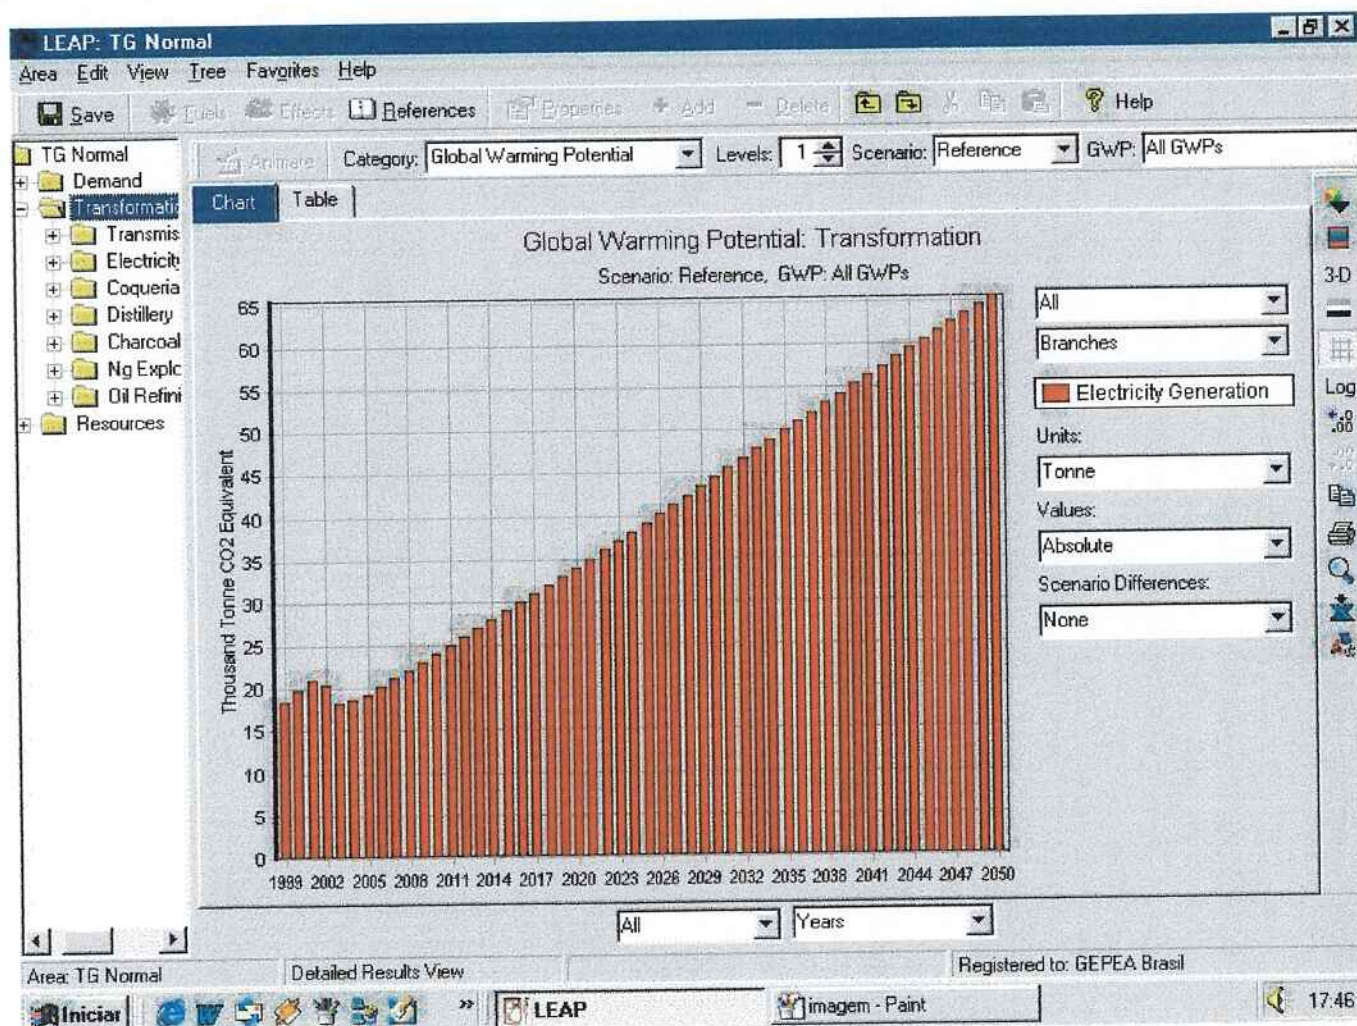 LEAP: TG Normal
Area Edit View Tree Favorites Help
Save Fuels Effects References Properties Add Delete Help
TG Normal
Demand
Transformatio
Transmis
Electricity
Coqueria
Distillery
Charcoal
Ng Explo
Oil Refini
Resources
Animate Category: Global Warming Potential Levels: 1 Scenario: Reference GWP: All GWPs
Chart Table
Global Warming Potential: Transformation
Scenario: Reference, GWP: All GWPs
Thousand Tonne CO2 Equivalent
65
60
55
50
45
40
35
30
25
20
15
10
5
0
1999 2002 2005 2008 2011 2014 2017 2020 2023 2026 2029 2032 2035 2038 2041 2044 2047 2050
All
Branches
Electricity Generation
Units:
Tonne
Values:
Absolute
Scenario Differences:
None
3-D
Log
All Years
Area: TG Normal Detailed Results View Registered to: GEPEA Brasil
Iniciar » LEAP imagem - Paint 17:46